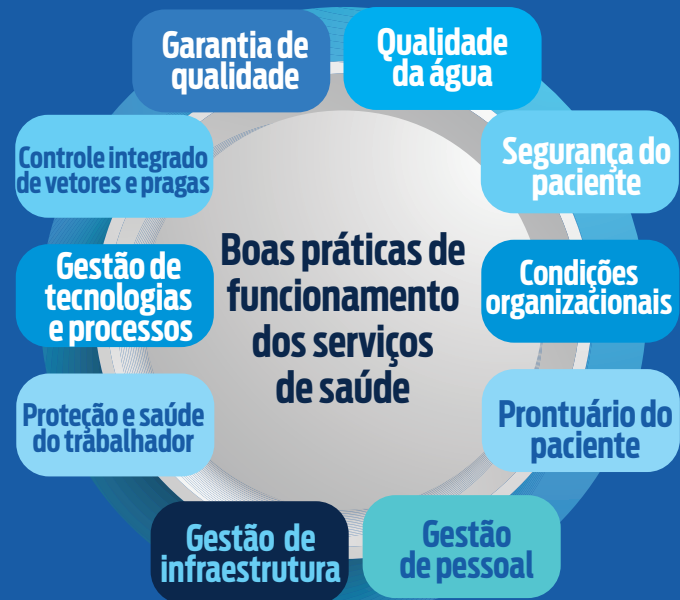 Garantia de
qualidade
Qualidade
da água
Controle integrado
de vetores e pragas
Segurança do
paciente
Boas práticas de
funcionamento
dos serviços
de saúde
Gestão de
tecnologias
e processos
Condições
organizacionais
Proteção e saúde
do trabalhador
Prontuário do
paciente
Gestão de
infraestrutura
Gestão
de pessoal